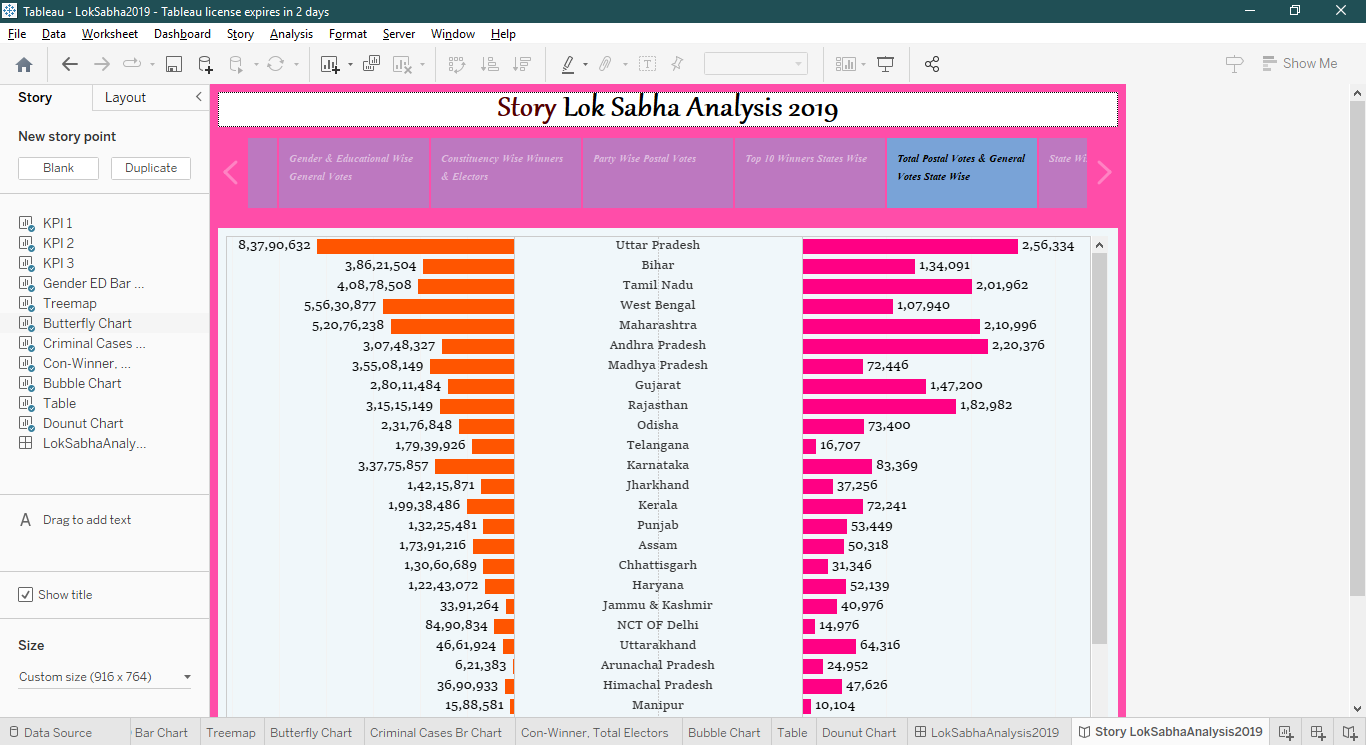 Tableau - LokSabha2019 - Tableau license expires in 2 days
File Data Worksheet Dashboard Story Analysis Format Server Window Help
Show Me
Story Layout
New story point
Blank Duplicate
KPI 1
KPI 2
KPI 3
Gender ED Bar ...
Treemap
Butterfly Chart
Criminal Cases ...
Con-Winner, ...
Bubble Chart
Table
Dounut Chart
LokSabhaAnaly...
A Drag to add text
Show title
Size
Custom size (916 x 764)
Story Lok Sabha Analysis 2019
Gender & Educational Wise
General Votes
Constituency Wise Winners
& Electors
Party Wise Postal Votes
Top 10 Winners States Wise
Total Postal Votes & General
Votes State Wise
State Wi
8,37,90,632 Uttar Pradesh 2,56,334
3,86,21,504 Bihar 1,34,091
4,08,78,508 Tamil Nadu 2,01,962
5,56,30,877 West Bengal 1,07,940
5,20,76,238 Maharashtra 2,10,996
3,07,48,327 Andhra Pradesh 2,20,376
3,55,08,149 Madhya Pradesh 72,446
2,80,11,484 Gujarat 1,47,200
3,15,15,149 Rajasthan 1,82,982
2,31,76,848 Odisha 73,400
1,79,39,926 Telangana 16,707
3,37,75,857 Karnataka 83,369
1,42,15,871 Jharkhand 37,256
1,99,38,486 Kerala 72,241
1,32,25,481 Punjab 53,449
1,73,91,216 Assam 50,318
1,30,60,689 Chhattisgarh 31,346
1,22,43,072 Haryana 52,139
33,91,264 Jammu & Kashmir 40,976
84,90,834 NCT OF Delhi 14,976
46,61,924 Uttarakhand 64,316
6,21,383 Arunachal Pradesh 24,952
36,90,933 Himachal Pradesh 47,626
15,88,581 Manipur 10,104
Data Source Bar Chart Treemap Butterfly Chart Criminal Cases Br Chart Con-Winner, Total Electors Bubble Chart Table Dounut Chart LokSabhaAnalysis2019 Story LokSabhaAnalysis2019